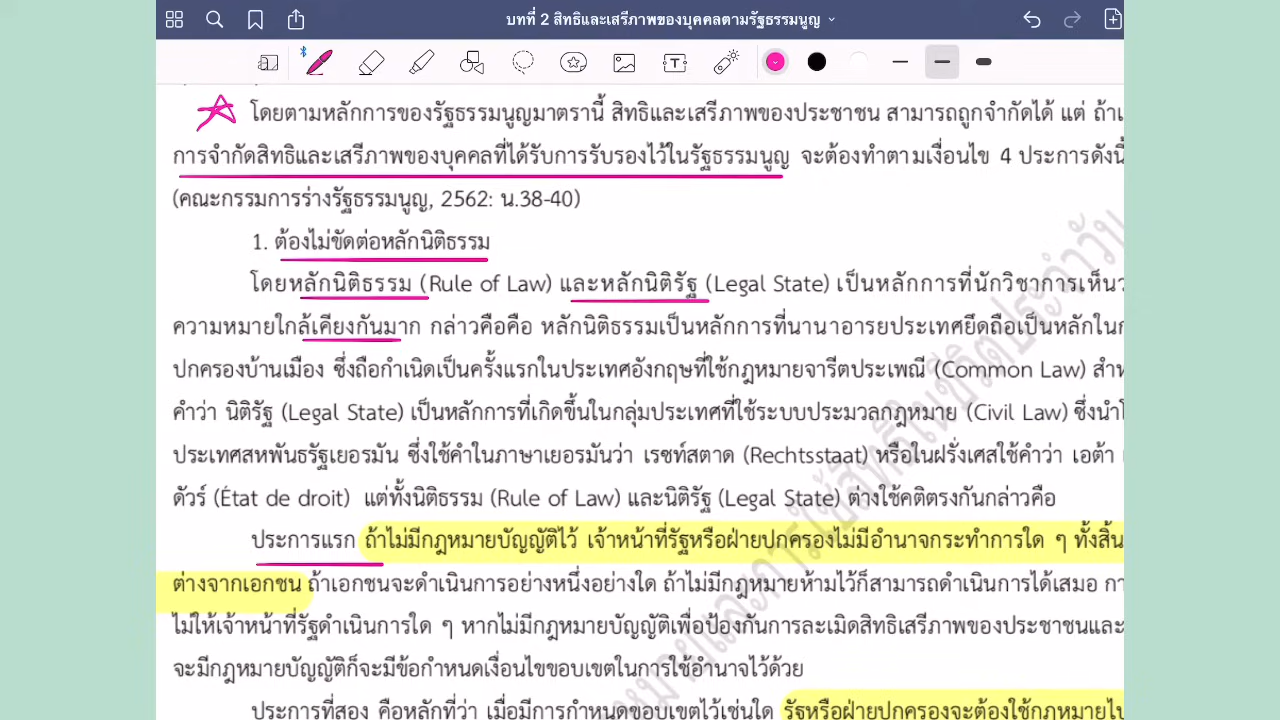 บทที่ 2 สิทธิและเสรีภาพของบุคคลตามรัฐธรรมนูญ
โดยตามหลักการของรัฐธรรมนูญมาตรานี้ สิทธิและเสรีภาพของประชาชน สามารถถูกจำกัดได้ แต่ ถ้า
การจำกัดสิทธิและเสรีภาพของบุคคลที่ได้รับการรับรองไว้ในรัฐธรรมนูญ จะต้องทำตามเงื่อนไข 4 ประการดังนี้
(คณะกรรมการร่างรัฐธรรมนูญ, 2562: น.38-40)
1. ต้องไม่ขัดต่อหลักนิติธรรม
โดยหลักนิติธรรม (Rule of Law) และหลักนิติรัฐ (Legal State) เป็นหลักการที่นักวิชาการเห็น
ความหมายใกล้เคียงกันมาก กล่าวคือคือ หลักนิติธรรมเป็นหลักการที่นานาอารยประเทศยึดถือเป็นหลักใน
ปกครองบ้านเมือง ซึ่งถือกำเนิดเป็นครั้งแรกในประเทศอังกฤษที่ใช้กฎหมายจารีตประเพณี (Common Law)
คำว่า นิติรัฐ (Legal State) เป็นหลักการที่เกิดขึ้นในกลุ่มประเทศที่ใช้ระบบประมวลกฎหมาย (Civil Law) ซึ่งนำ
ประเทศสหพันธรัฐเยอรมัน ซึ่งใช้คำในภาษาเยอรมันว่า เรซท์สตาด (Rechtsstaat) หรือในฝรั่งเศสใช้คำว่า เอต้า
ดัวร์ (État de droit) แต่ทั้งนิติธรรม (Rule of Law) และนิติรัฐ (Legal State) ต่างใช้คติตรงกันกล่าวคือ
ประการแรก ถ้าไม่มีกฎหมายบัญญัติไว้ เจ้าหน้าที่รัฐหรือฝ่ายปกครองไม่มีอำนาจกระทำการใด ๆ ทั้งสิ้น
ต่างจากเอกชน ถ้าเอกชนจะดำเนินการอย่างหนึ่งอย่างใด ถ้าไม่มีกฎหมายห้ามไว้ก็สามารถดำเนินการได้เสมอ
ไม่ให้เจ้าหน้าที่รัฐดำเนินการใด ๆ หากไม่มีกฎหมายบัญญัติเพื่อป้องกันการละเมิดสิทธิเสรีภาพของประชาชนและ
จะมีกฎหมายบัญญัติก็จะมีข้อกำหนดเงื่อนไขขอบเขตในการใช้อำนาจไว้ด้วย
ประการที่สอง คือหลักที่ว่า เมื่อมีการกำหนดขอบเขตไว้เช่นใด รัฐหรือฝ่ายปกครองจะต้องใช้กฎหมายไป